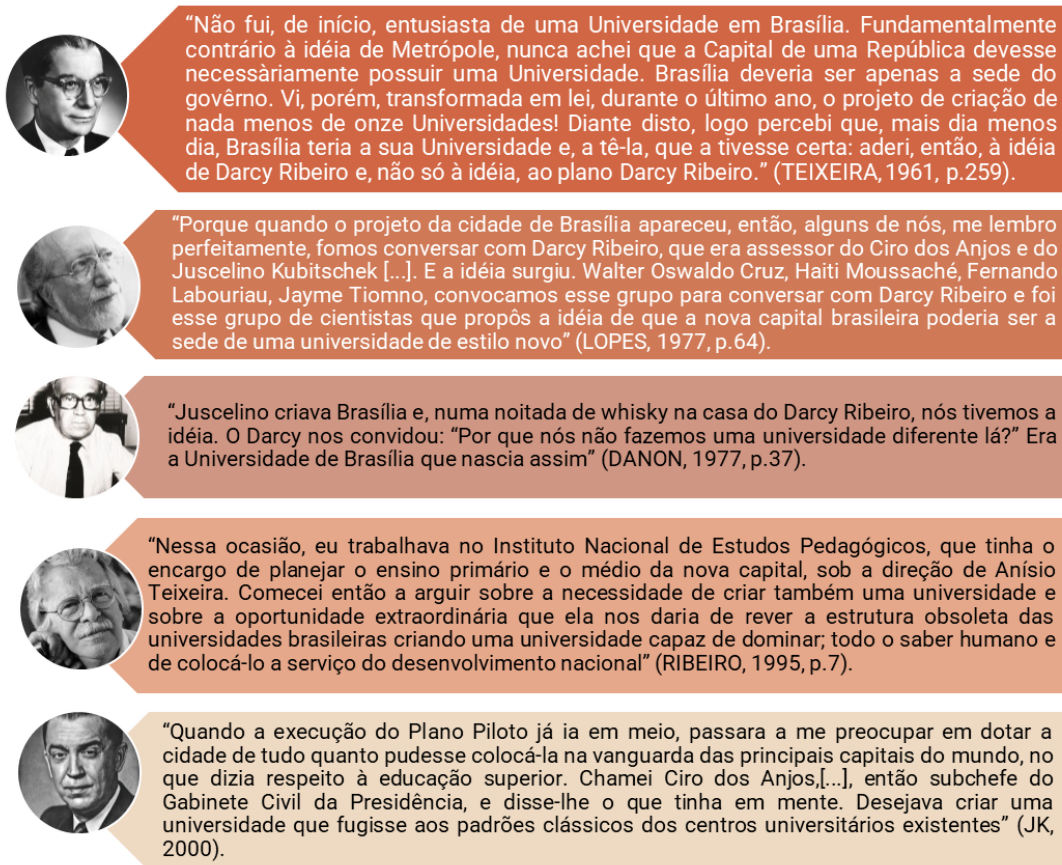 “Não fui, de início, entusiasta de uma Universidade em Brasília. Fundamentalmente
contrário à idéia de Metrópole, nunca achei que a Capital de uma República devesse
necessàriamente possuir uma Universidade. Brasília deveria ser apenas a sede do
govêrno. Vi, porém, transformada em lei, durante o último ano, o projeto de criação de
nada menos de onze Universidades! Diante disto, logo percebi que, mais dia menos
dia, Brasília teria a sua Universidade e, a tê-la, que a tivesse certa: aderi, então, à idéia
de Darcy Ribeiro e, não só à idéia, ao plano Darcy Ribeiro.” (TEIXEIRA, 1961, p.259).
“Porque quando o projeto da cidade de Brasília apareceu, então, alguns de nós, me lembro
perfeitamente, fomos conversar com Darcy Ribeiro, que era assessor do Ciro dos Anjos e do
Juscelino Kubitschek [...]. E a idéia surgiu. Walter Oswaldo Cruz, Haiti Moussaché, Fernando
Labouriau, Jayme Tiomno, convocamos esse grupo para conversar com Darcy Ribeiro e foi
esse grupo de cientistas que propôs a idéia de que a nova capital brasileira poderia ser a
sede de uma universidade de estilo novo” (LOPES, 1977, p.64).
“Juscelino criava Brasília e, numa noitada de whisky na casa do Darcy Ribeiro, nós tivemos a
idéia. O Darcy nos convidou: “Por que nós não fazemos uma universidade diferente lá?” Era
a Universidade de Brasília que nascia assim” (DANON, 1977, p.37).
“Nessa ocasião, eu trabalhava no Instituto Nacional de Estudos Pedagógicos, que tinha o
encargo de planejar o ensino primário e o médio da nova capital, sob a direção de Anísio
Teixeira. Comecei então a arguir sobre a necessidade de criar também uma universidade e
sobre a oportunidade extraordinária que ela nos daria de rever a estrutura obsoleta das
universidades brasileiras criando uma universidade capaz de dominar; todo o saber humano e
de colocá-lo a serviço do desenvolvimento nacional” (RIBEIRO, 1995, p.7).
“Quando a execução do Plano Piloto já ia em meio, passara a me preocupar em dotar a
cidade de tudo quanto pudesse colocá-la na vanguarda das principais capitais do mundo, no
que dizia respeito à educação superior. Chamei Ciro dos Anjos,[...], então subchefe do
Gabinete Civil da Presidência, e disse-lhe o que tinha em mente. Desejava criar uma
universidade que fugisse aos padrões clássicos dos centros universitários existentes” (JK,
2000).